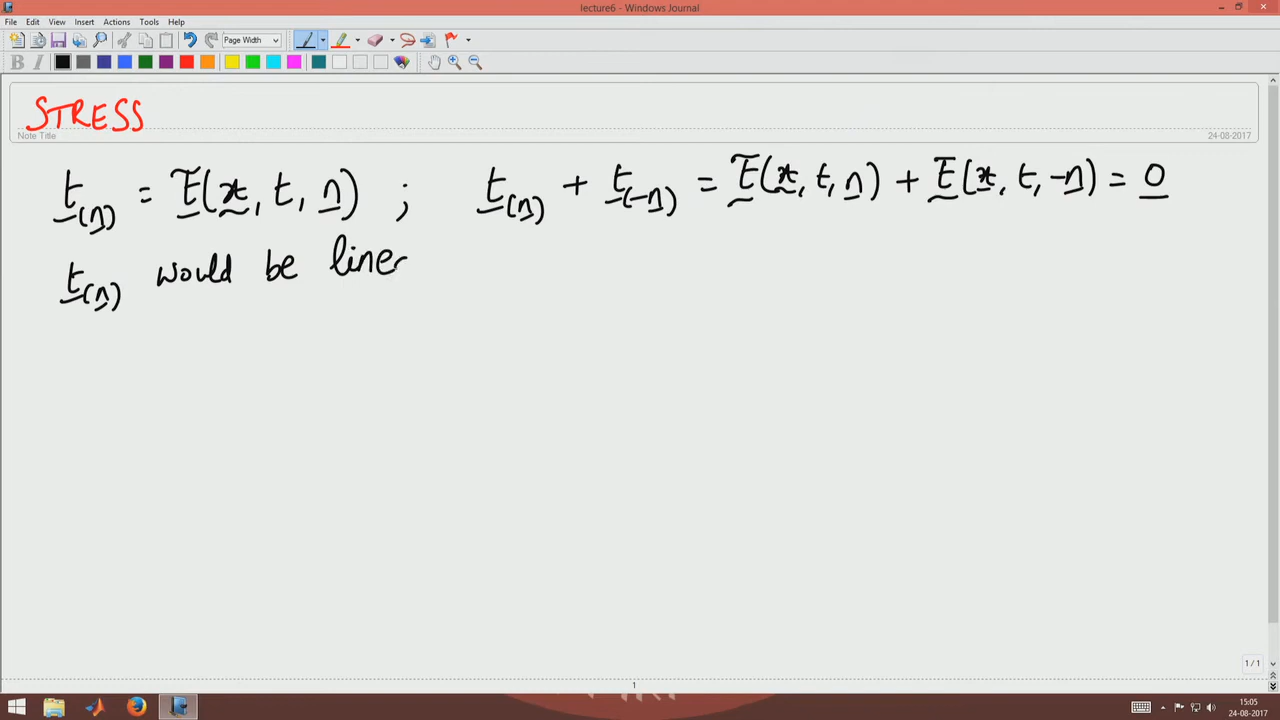 lecture6 - Windows Journal
File Edit View Insert Actions Tools Help
Page Width
B I
STRESS
Note Title
24-08-2017
t(n) = t(x, t, n) ; t(n) + t(-n) = t(x, t, n) + t(x, t, -n) = 0
t(n) would be liner
1/1
1
15:05
24-08-2017